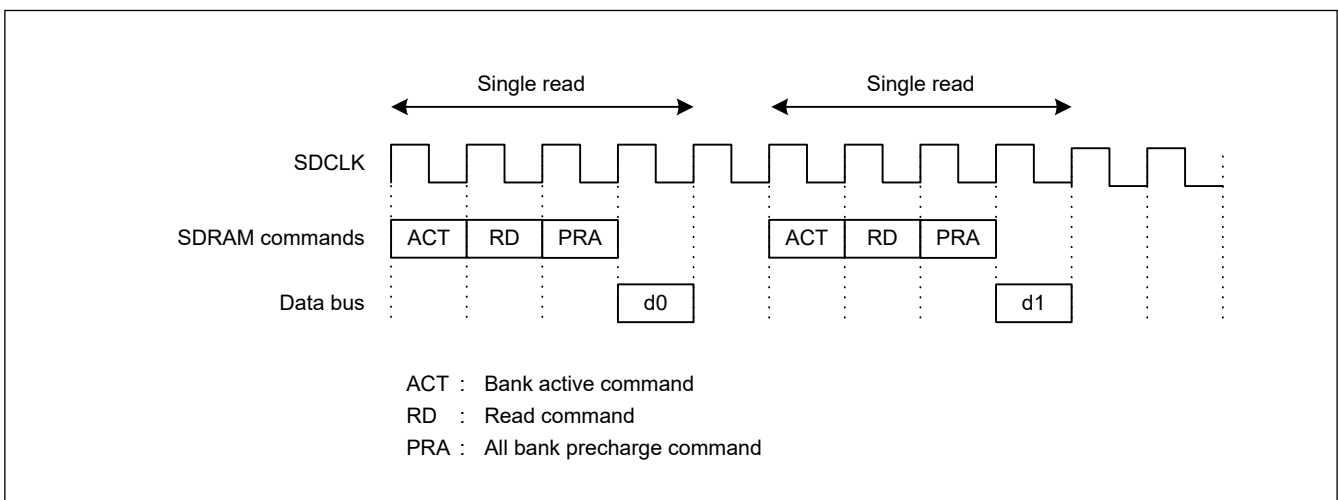 Single read Single read
SDCLK
SDRAM commands ACT RD PRA ACT RD PRA
Data bus d0 d1
ACT : Bank active command
RD : Read command
PRA : All bank precharge command